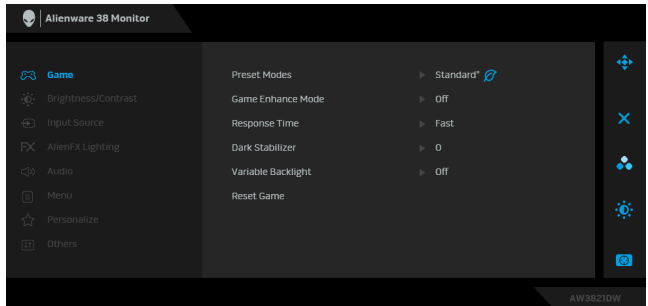 Alienware 38 Monitor
Game
Preset Modes Standard*
Brightness/Contrast
Game Enhance Mode Off
Input Source
Response Time Fast
AlienFX Lighting
Dark Stabilizer 0
Audio
Variable Backlight Off
Menu
Reset Game
Personalize
Others
AW3821DW